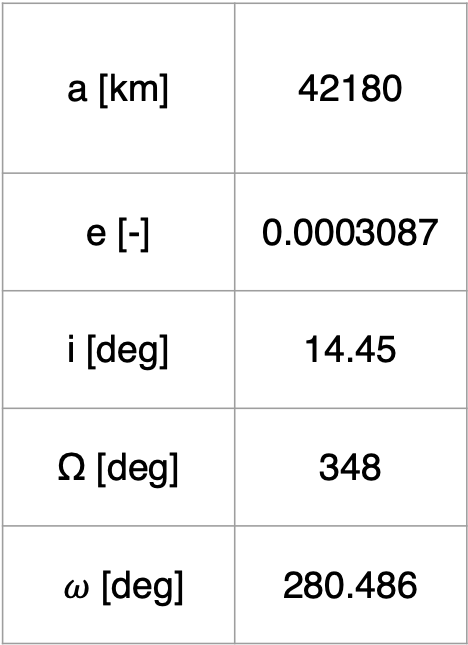 a [km] 42180
e [-] 0.0003087
i [deg] 14.45
Ω [deg] 348
ω [deg] 280.486